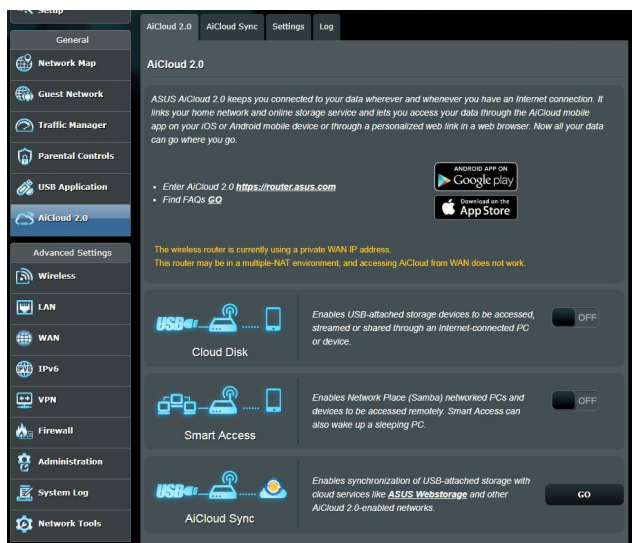 Setup
General
Network Map
Guest Network
Traffic Manager
Parental Controls
USB Application
AiCloud 2.0
Advanced Settings
Wireless
LAN
WAN
IPv6
VPN
Firewall
Administration
System Log
Network Tools
AiCloud 2.0 AiCloud Sync Settings Log
AiCloud 2.0
ASUS AiCloud 2.0 keeps you connected to your data wherever and whenever you have an Internet connection. It
links your home network and online storage service and lets you access your data through the AiCloud mobile
app on your iOS or Android mobile device or through a personalized web link in a web browser. Now all your data
can go where you go.
Enter AiCloud 2.0 https://router.asus.com
Find FAQs GO
ANDROID APP ON
Google play
Download on the
App Store
The wireless router is currently using a private WAN IP address.
This router may be in a multiple-NAT environment, and accessing AiCloud from WAN does not work.
USB
Cloud Disk
Enables USB-attached storage devices to be accessed,
streamed or shared through an Internet-connected PC
or device.
OFF
Smart Access
Enables Network Place (Samba) networked PCs and
devices to be accessed remotely. Smart Access can
also wake up a sleeping PC.
OFF
USB
AiCloud Sync
Enables synchronization of USB-attached storage with
cloud services like ASUS Webstorage and other
AiCloud 2.0-enabled networks.
GO